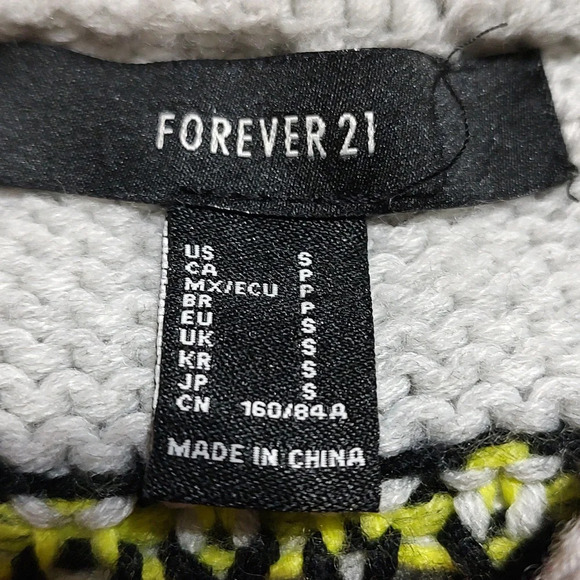 FOREVER 21
US S
CA P
MX/ECU P
BR P
EU S
UK S
KR S
JP S
CN 160/84A
MADE IN CHINA